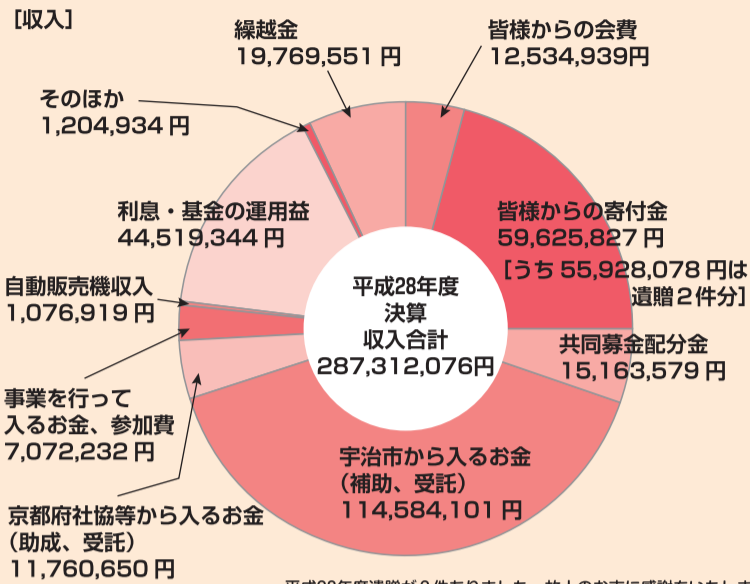 [収入]
繰越金
19,769,551 円
皆様からの会費
12,534,939円
そのほか
1,204,934 円
利息・基金の運用益
44,519,344 円
皆様からの寄付金
59,625,827 円
[うち 55,928,078 円は
遺贈2件分]
自動販売機収入
1,076,919 円
平成28年度
決算
収入合計
287,312,076円
共同募金配分金
15,163,579 円
事業を行って
入るお金、参加費
7,072,232 円
宇治市から入るお金
(補助、受託)
114,584,101 円
京都府社協等から入るお金
(助成、受託)
11,760,650 円